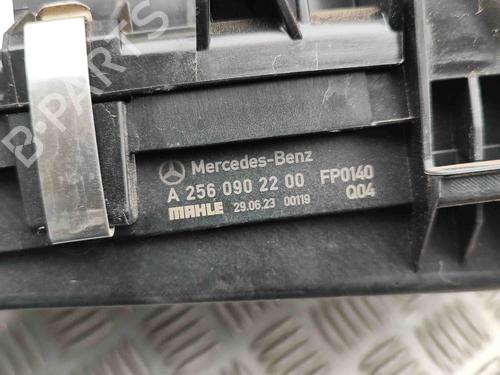 Mercedes-Benz
A 256 090 22 00 FP0140
MAHLE 29.06.23 00119 Q04
B-PARTS